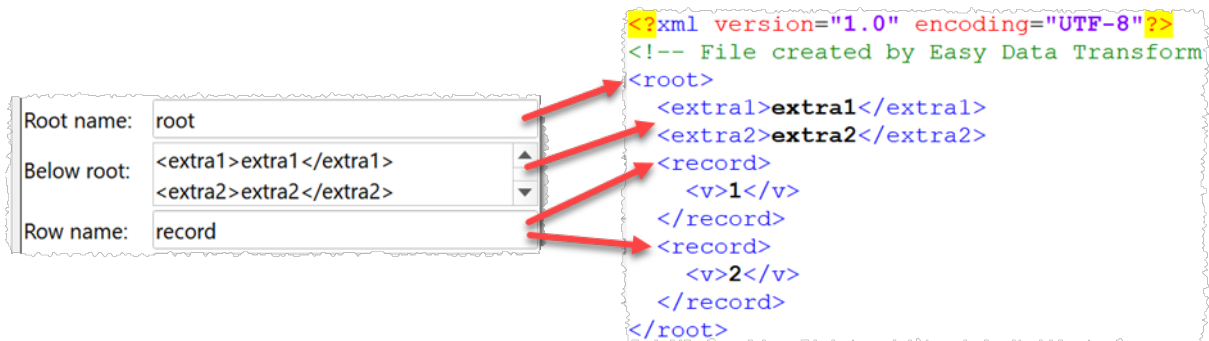 Root name: root
Below root: <extra1>extra1</extra1>
<extra2>extra2</extra2>
Row name: record
<?xml version="1.0" encoding="UTF-8"?>
<!-- File created by Easy Data Transform
<root>
<extra1>extra1</extra1>
<extra2>extra2</extra2>
<record>
<v>1</v>
</record>
<record>
<v>2</v>
</record>
</root>